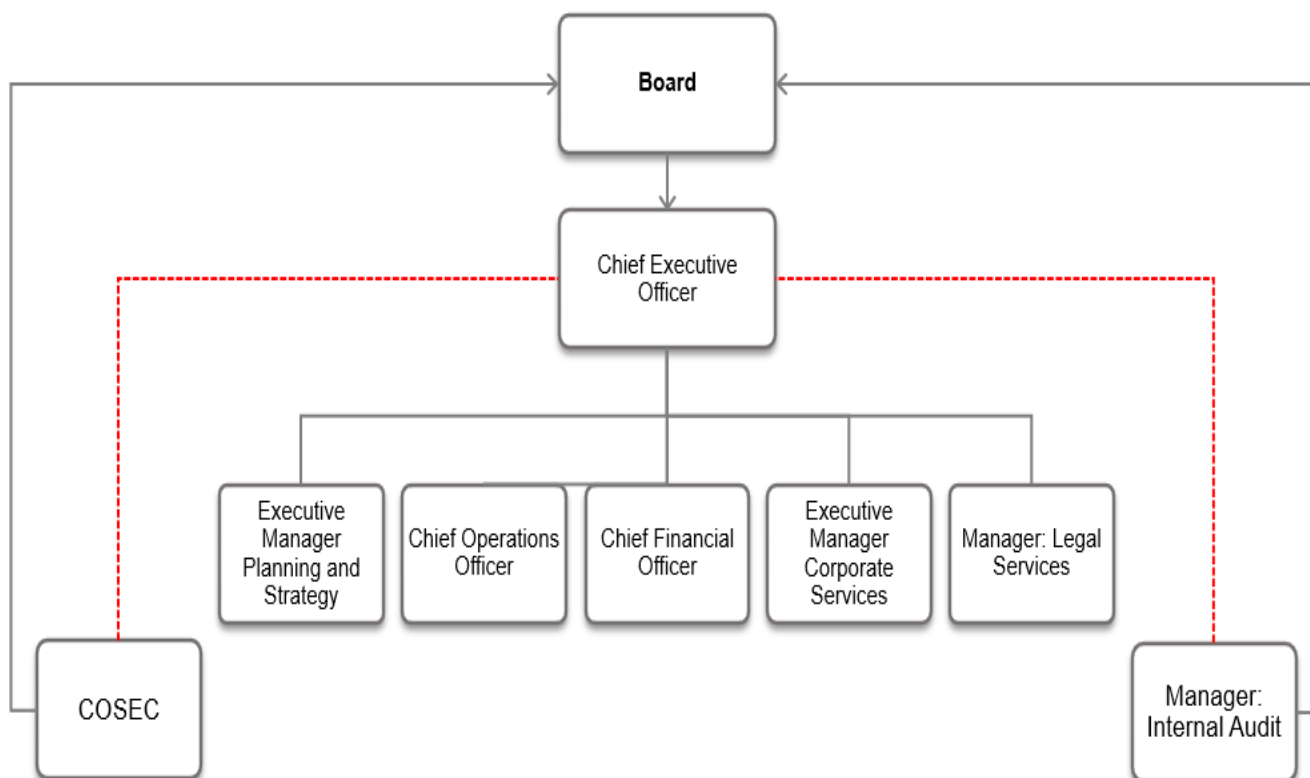 Board
Chief Executive
Officer
Executive
Manager
Planning and
Strategy
Chief Operations
Officer
Chief Financial
Officer
Executive
Manager
Corporate
Services
Manager: Legal
Services
COSEC
Manager:
Internal Audit